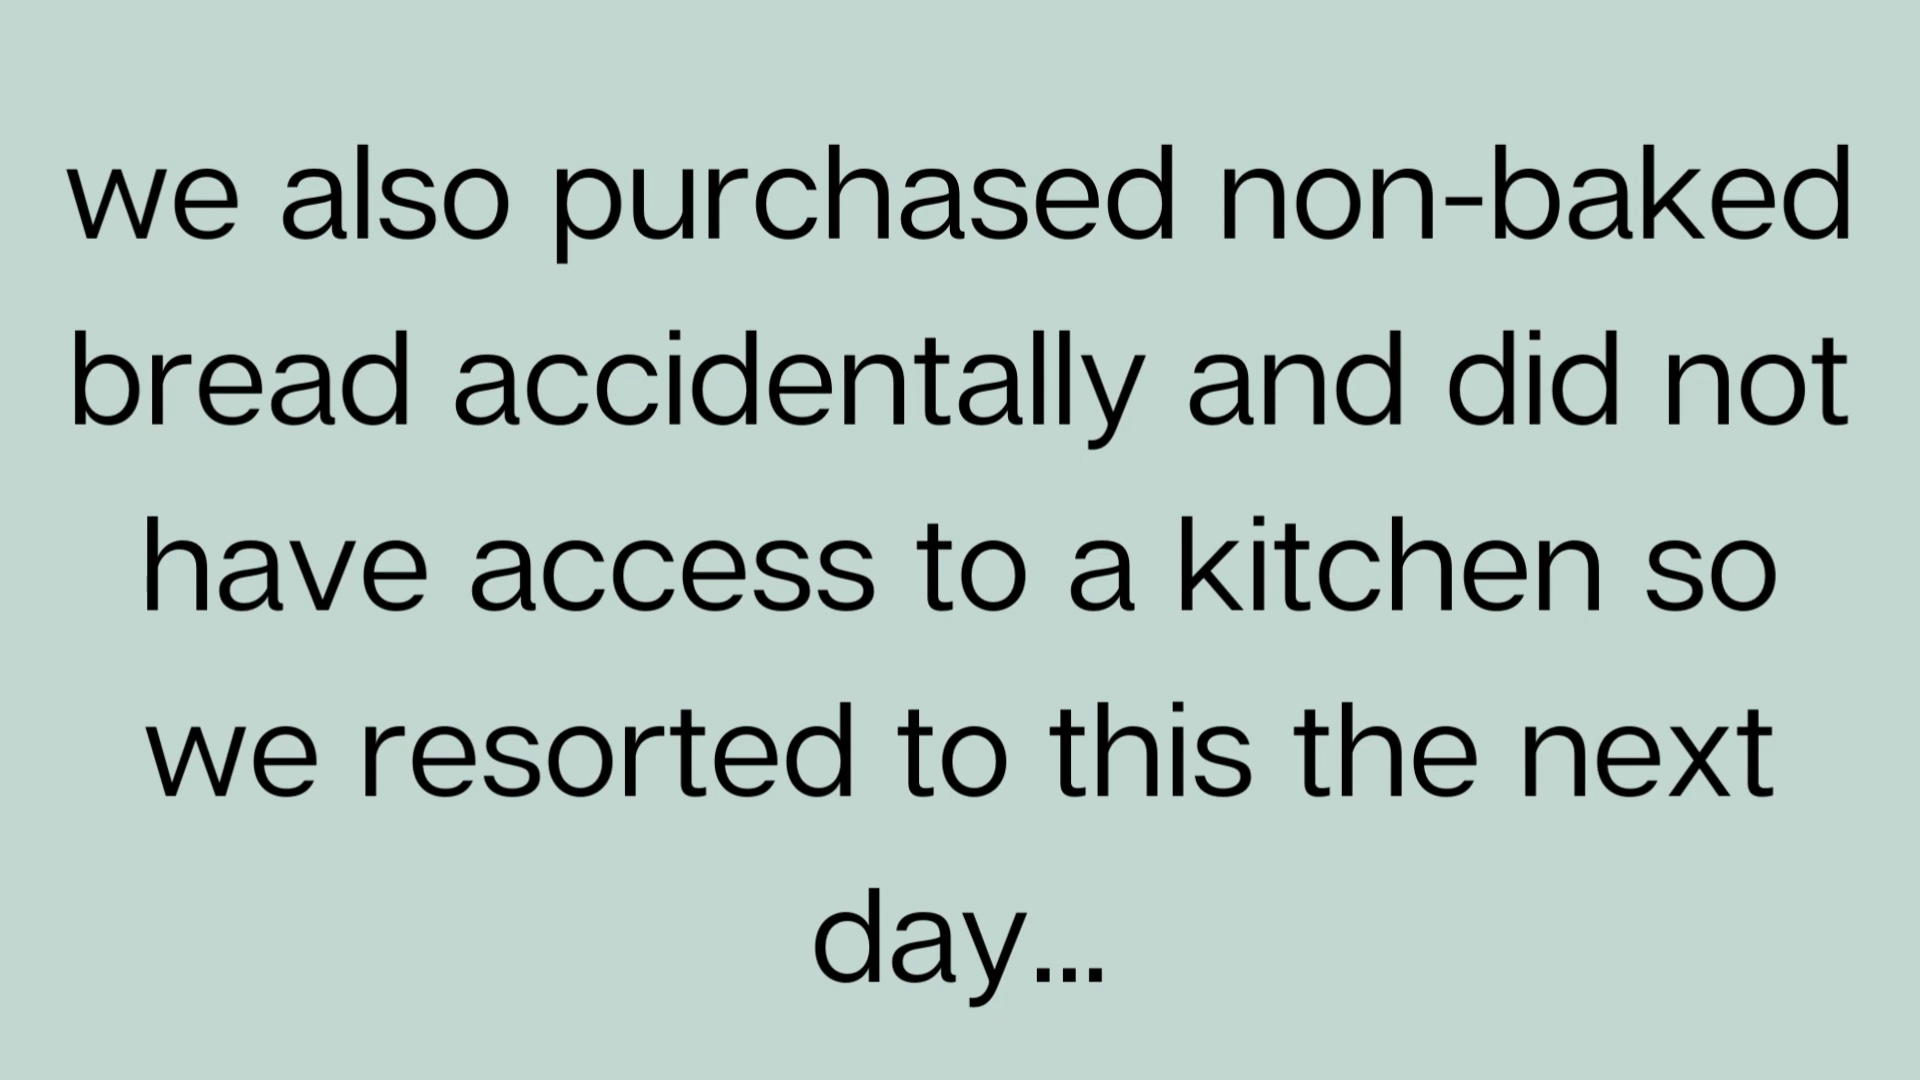 we also purchased non-baked
bread accidentally and did not
have access to a kitchen so
we resorted to this the next
day...